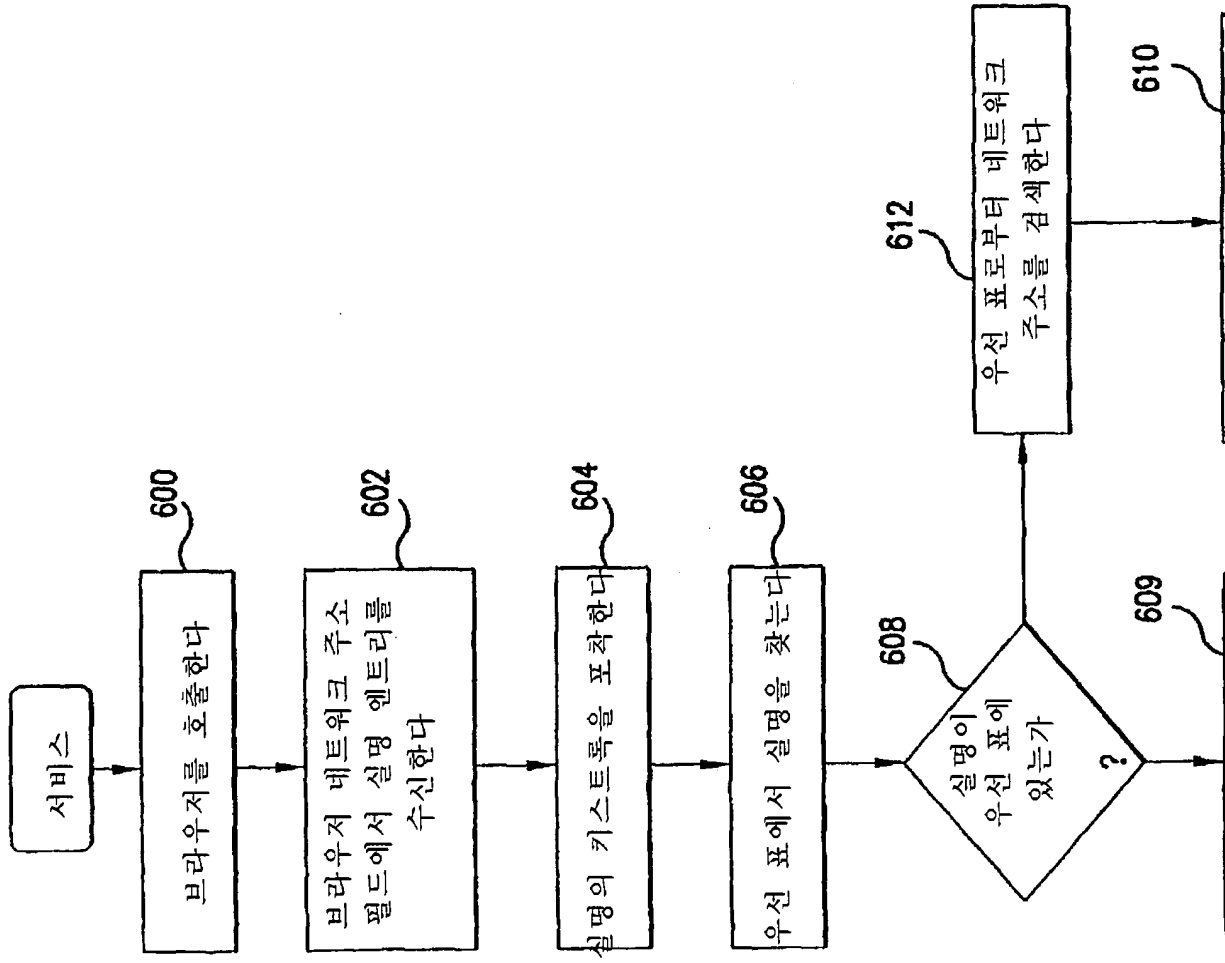 서비스
600
브라우저를 호출한다
602
브라우저 네트워크 주소
필드에서 실명 엔트리를
수신한다
604
실명의 키스트록을 포착한다
606
우선 표에서 실명을 찾는다
608
실명이
우선 표에
있는가
?
612
우선 표로부터 네트워크
주소를 검색한다
609
610